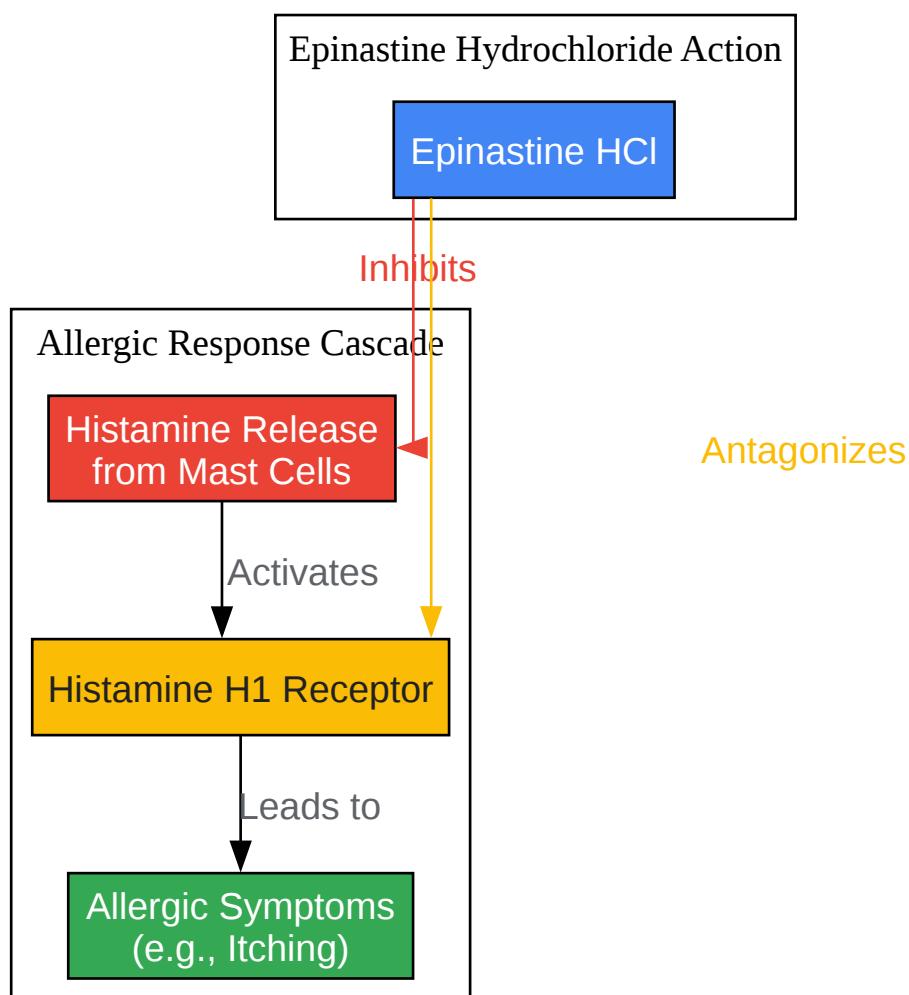 Epinastine Hydrochloride Action
Epinastine HCl
Inhibits
Allergic Response Cascade
Histamine Release
from Mast Cells
Antagonizes
Activates
Histamine H1 Receptor
Leads to
Allergic Symptoms
(e.g., Itching)